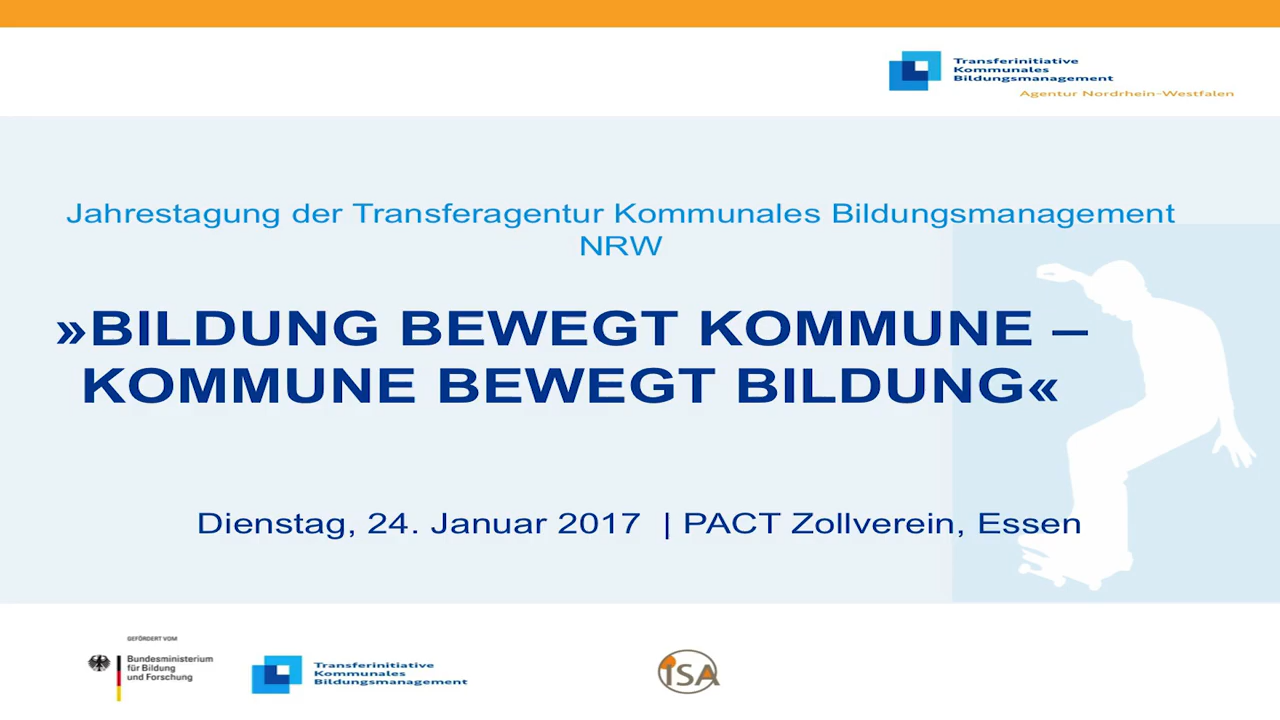 Transferinitiative
Kommunales
Bildungsmanagement
Agentur Nordrhein-Westfalen
Jahrestagung der Transferagentur Kommunales Bildungsmanagement
NRW
»BILDUNG BEWEGT KOMMUNE –
KOMMUNE BEWEGT BILDUNG«
Dienstag, 24. Januar 2017 | PACT Zollverein, Essen
GEFÖRDERT VOM
Bundesministerium
für Bildung
und Forschung
Transferinitiative
Kommunales
Bildungsmanagement
ISA